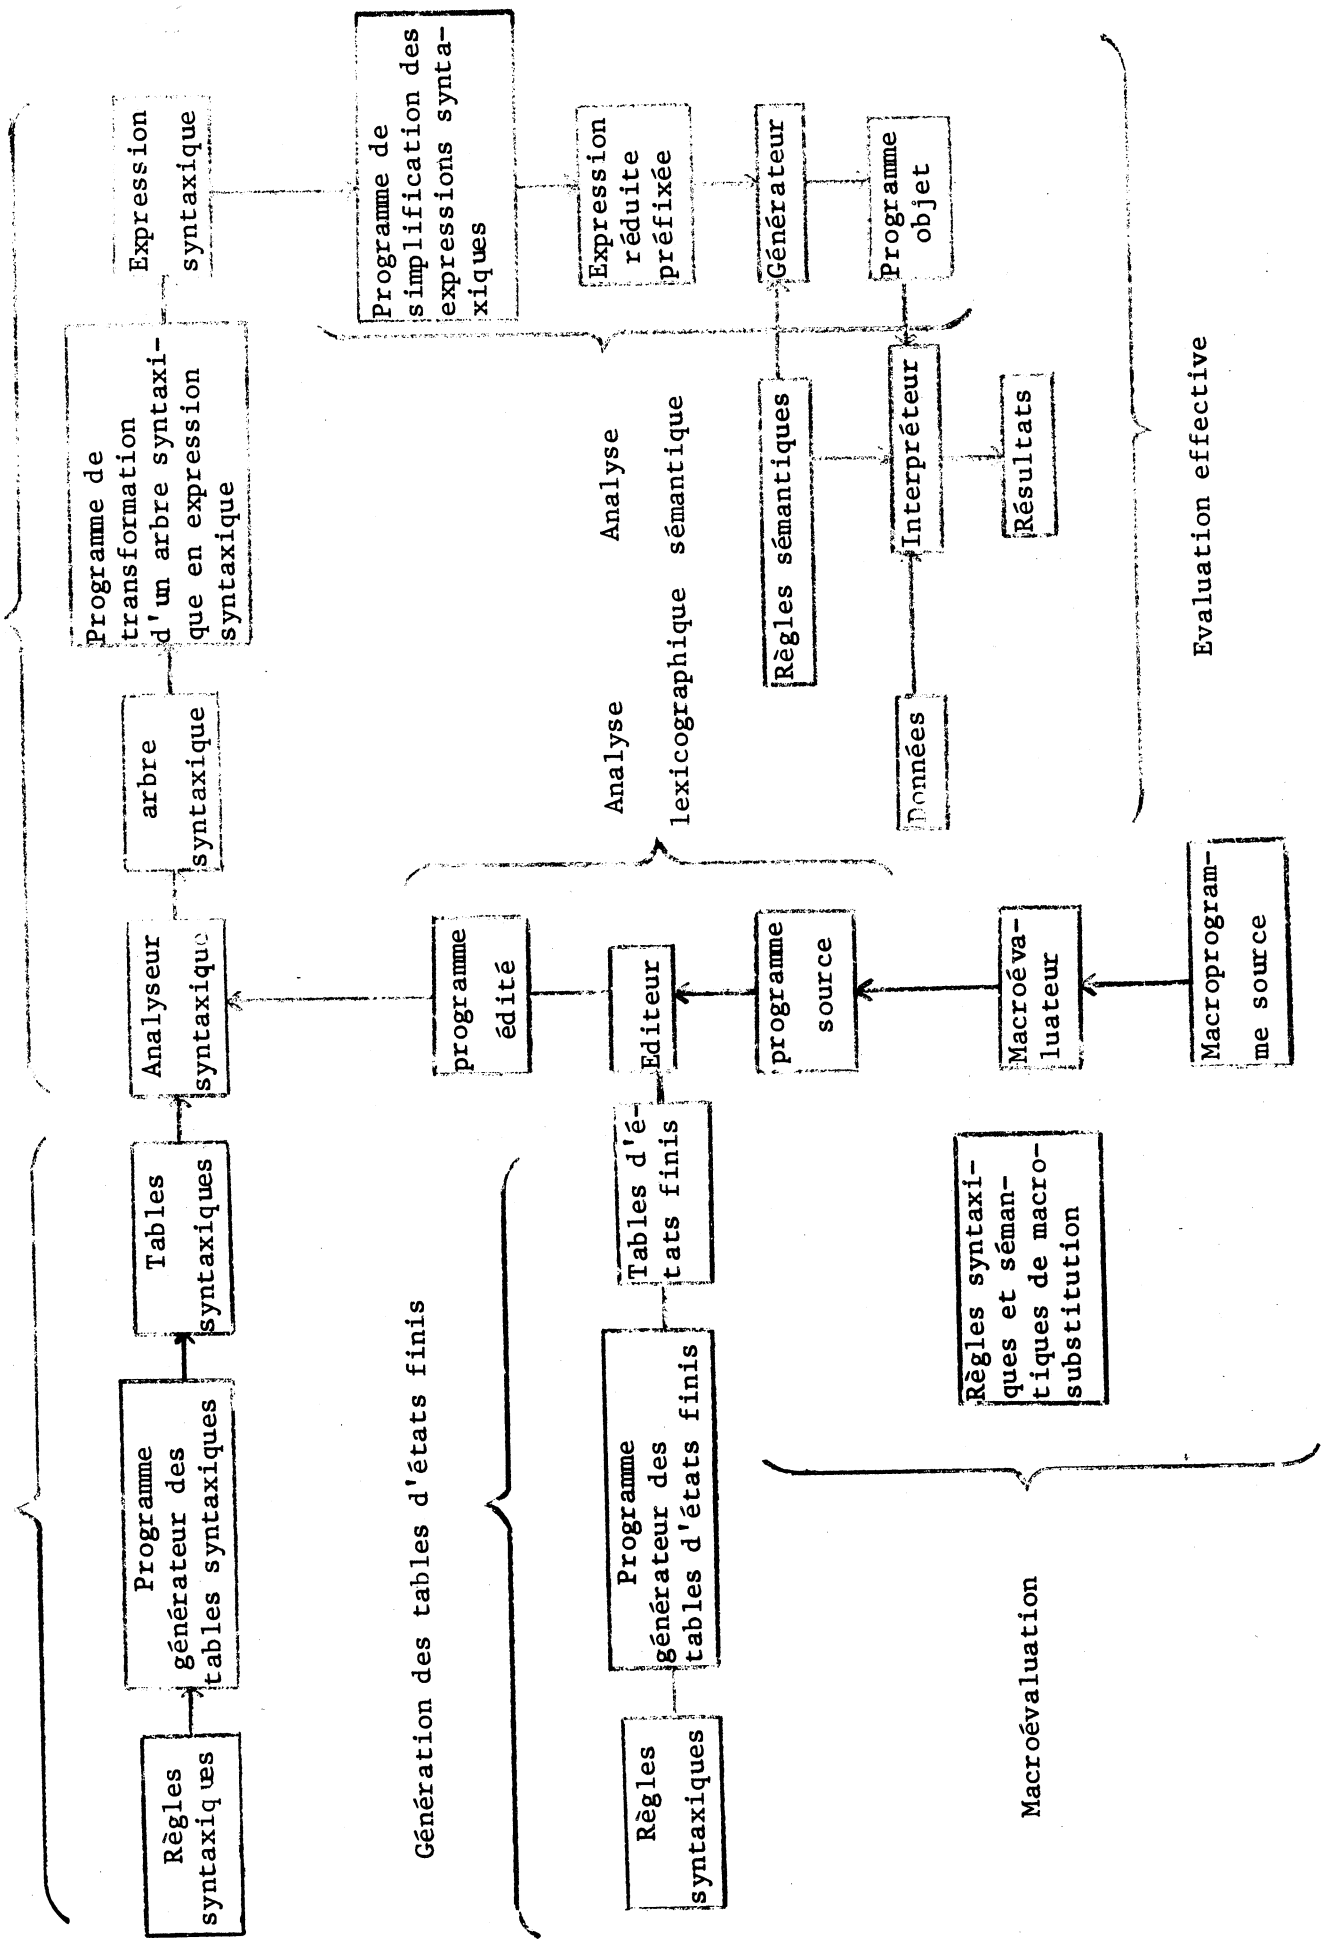 Règles
syntaxiques
Programme
générateur des
tables syntaxiques
Tables
syntaxiques
Analyseur
syntaxique
arbre
syntaxique
Programme de
transformation
d'un arbre syntaxi-
que en expression
syntaxique
Expression
syntaxique
Programme de
simplification des
expressions synta-
xiques
Expression
réduite
préfixée
Générateur
Programme
objet
Génération des tables d'états finis
Règles
syntaxiques
Programme
générateur des
tables d'états finis
Tables d'é-
tats finis
Editeur
programme
édité
programme
source
Macroéva-
luateur
Macroprogram-
me source
Règles syntaxi-
ques et séman-
tiques de macro-
substitution
Macroévaluation
Analyse
lexicographique
Analyse
sémantique
Règles sémantiques
Interpréteur
Données
Résultats
Evaluation effective